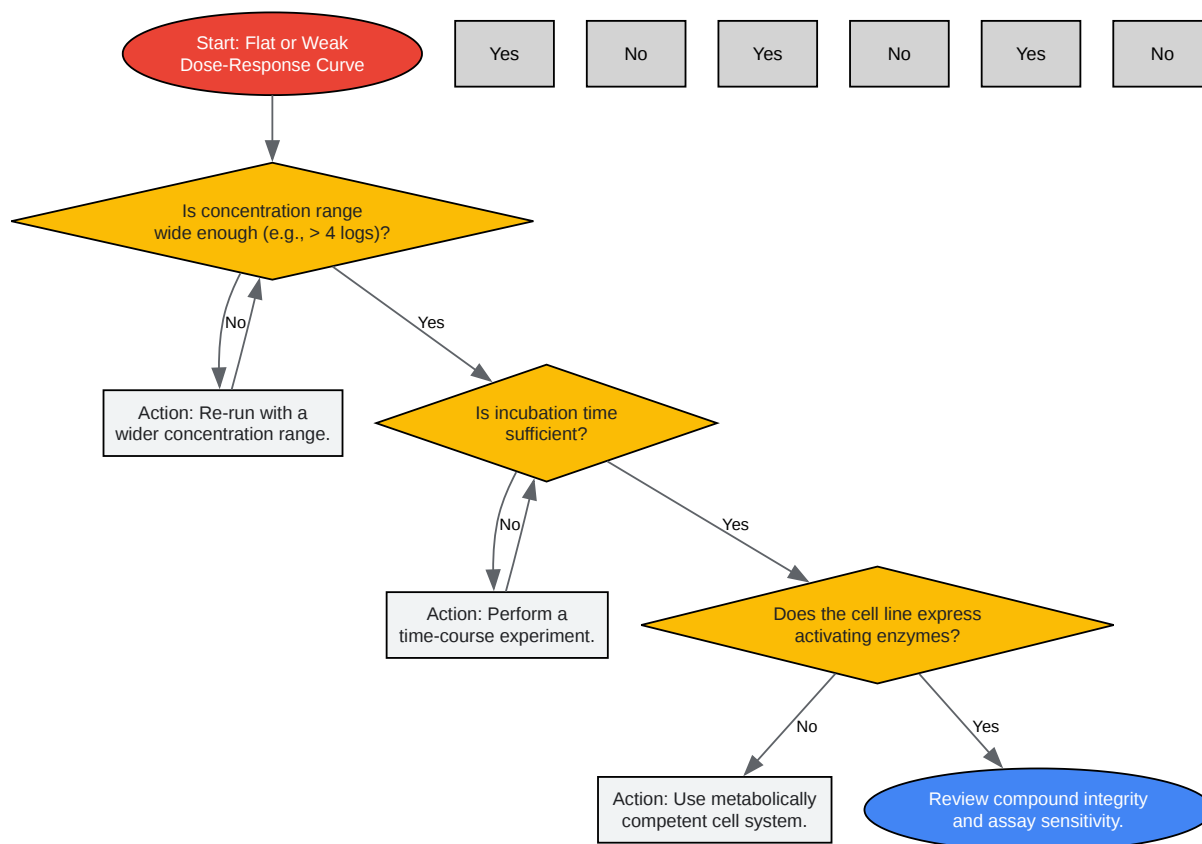 Start: Flat or Weak
Dose-Response Curve
Yes
No
Yes
No
Yes
No
Is concentration range
wide enough (e.g., > 4 logs)?
No
Yes
Action: Re-run with a
wider concentration range.
Is incubation time
sufficient?
No
Yes
Action: Perform a
time-course experiment.
Does the cell line express
activating enzymes?
No
Yes
Action: Use metabolically
competent cell system.
Review compound integrity
and assay sensitivity.